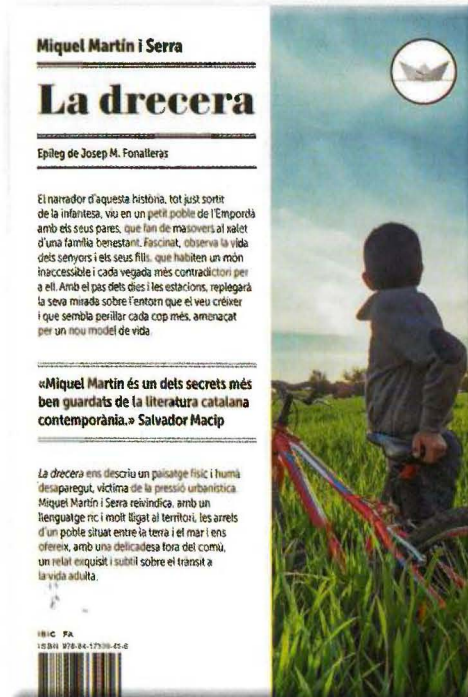 Miquel Martín i Serra
La drecera
Epíleg de Josep M. Fonalleras
El narrador d'aquesta història, tot just sortit
de la infantesa, viu en un petit poble de l'Empordà
amb els seus pares, que fan de masovers al xalet
d'una família benestant. Fascinat, observa la vida
dels senyors i els seus fills, que habiten un món
inaccessible i cada vegada més contradictori per
a ell. Amb el pas dels dies i les estacions, replegarà
la seva mirada sobre l'entorn que el veu créixer
i que sembla perillar cada cop més, amenaçat
per un nou model de vida.
«Miquel Martín és un dels secrets més
ben guardats de la literatura catalana
contemporània.» Salvador Macip
La drecera ens descriu un paisatge físic i humà
desaparegut, víctima de la pressió urbanística.
Miquel Martín i Serra reivindica, amb un
llenguatge ric i molt lligat al territori, les arrels
d'un poble situat entre la terra i el mar i ens
ofereix, amb una delicadesa fora del comú,
un relat exquisit i subtil sobre el trànsit a
la vida adulta.
IBIC FA
ISBN